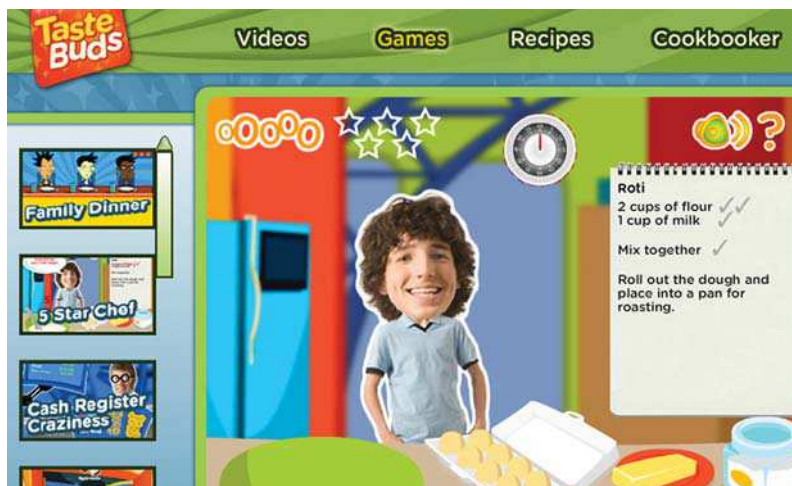 Taste
Buds
Videos
Games
Recipes
Cookbooker
00000
?
Family Dinner
5 Star Chef
Cash Register
Craziness
Roti
2 cups of flour ✓✓
1 cup of milk ✓
Mix together ✓
Roll out the dough and
place into a pan for
roasting.